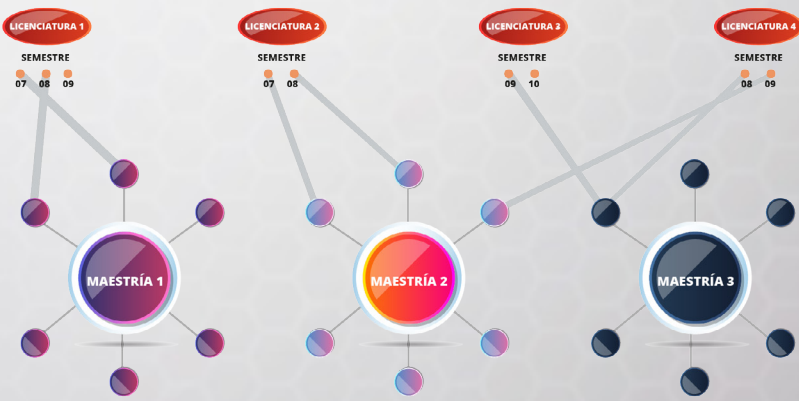 LICENCIATURA 1
SEMESTRE
07 08 09
LICENCIATURA 2
SEMESTRE
07 08
LICENCIATURA 3
SEMESTRE
09 10
LICENCIATURA 4
SEMESTRE
08 09
MAESTRÍA 1
MAESTRÍA 2
MAESTRÍA 3